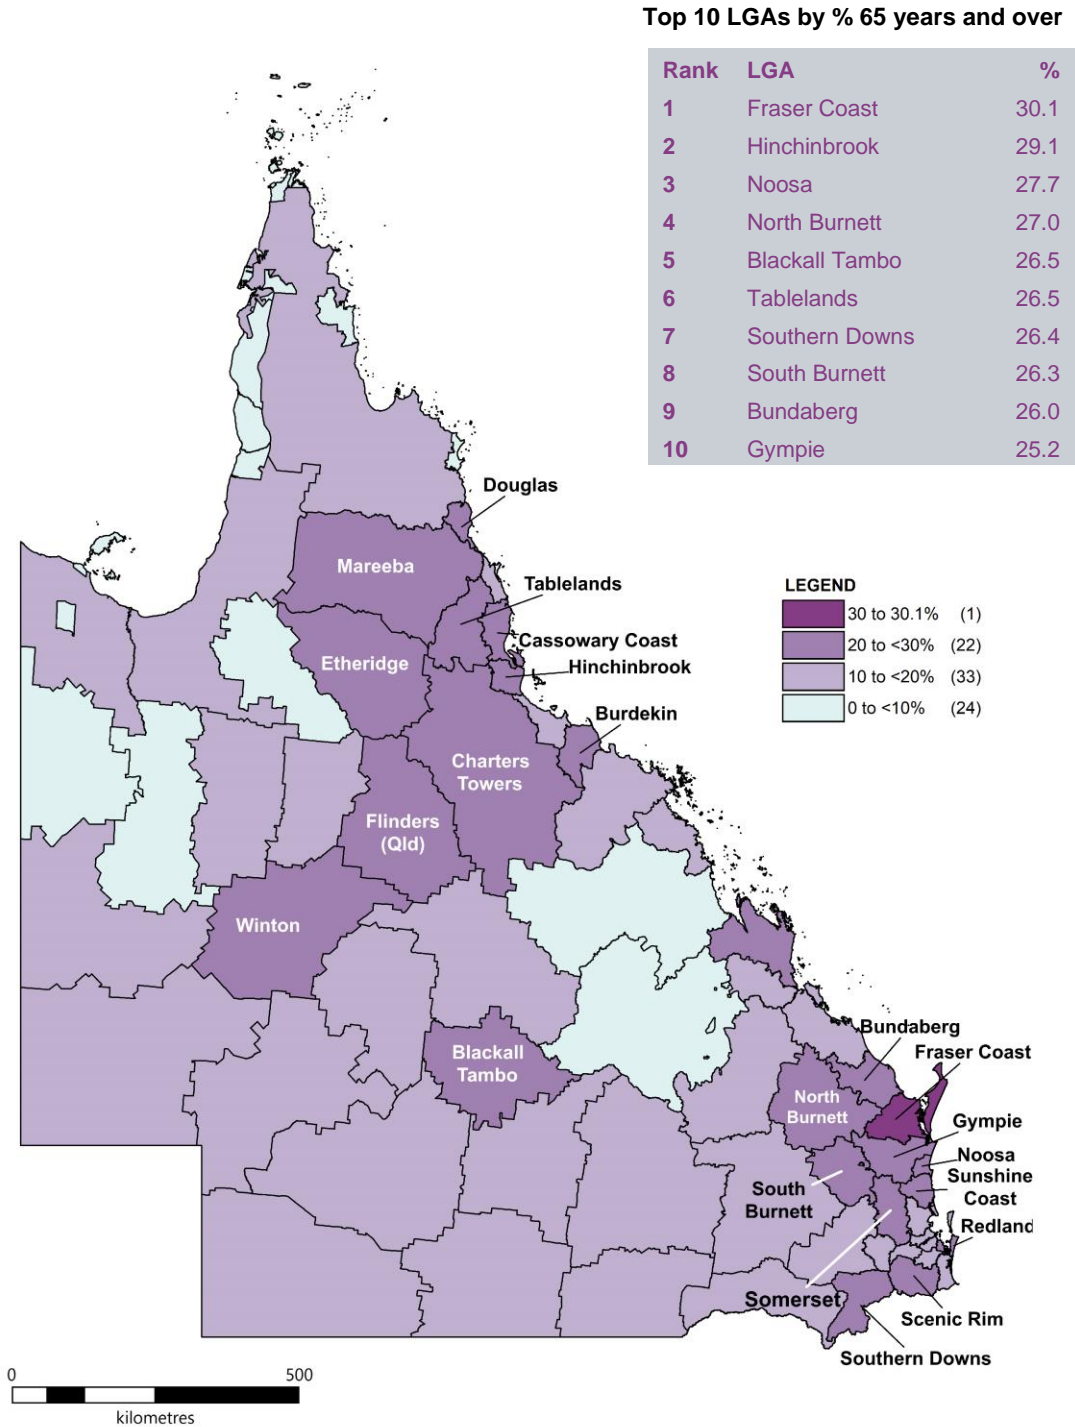 Top 10 LGAs by % 65 years and over
Rank LGA %
1 Fraser Coast 30.1
2 Hinchinbrook 29.1
3 Noosa 27.7
4 North Burnett 27.0
5 Blackall Tambo 26.5
6 Tablelands 26.5
7 Southern Downs 26.4
8 South Burnett 26.3
9 Bundaberg 26.0
10 Gympie 25.2
Douglas
Mareeba
Tablelands
Cassowary Coast
Etheridge
Hinchinbrook
Burdekin
LEGEND
30 to 30.1% (1)
20 to <30% (22)
10 to <20% (33)
0 to <10% (24)
Charters
Towers
Flinders
(Qld)
Winton
Blackall
Tambo
Bundaberg
Fraser Coast
North
Burnett
Gympie
Noosa
Sunshine
Coast
South
Burnett
Redland
Somerset
Scenic Rim
Southern Downs
0 500
kilometres